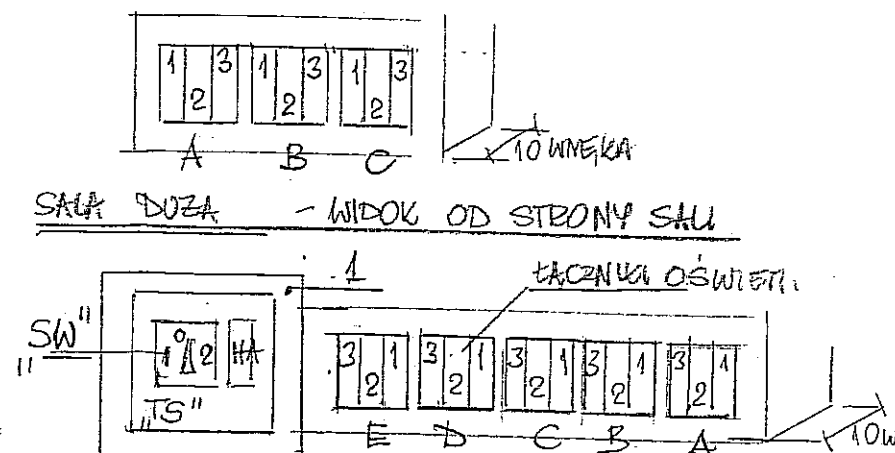 1 2 3 1 2 3 1 2 3
A B C
10 WNĘKA
SALA DUŻA - WIDOK OD STRONY SALI
1
ŁĄCZNIKI OŚWIETL.
„SW"
1 0 2 HA
„TS"
3 2 1 3 2 1 3 2 1 3 2 1 3 2 1
E D C B A
10 W